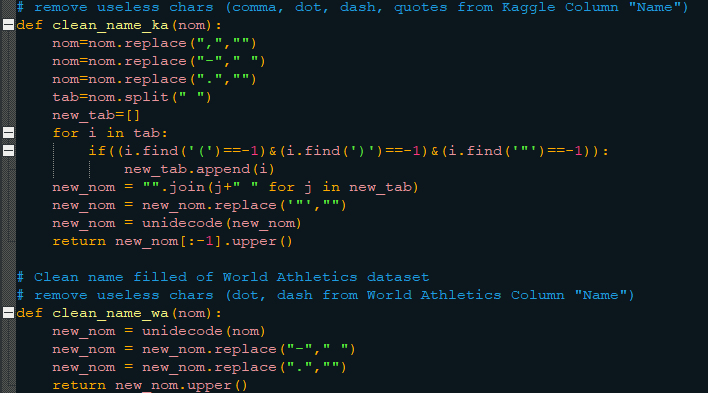 # remove useless chars (comma, dot, dash, quotes from Kaggle Column "Name")
def clean_name_ka(nom):
    nom=nom.replace(",","")
    nom=nom.replace("-"," ")
    nom=nom.replace(".","")
    tab=nom.split(" ")
    new_tab=[]
    for i in tab:
        if((i.find('(')==-1)&(i.find(')')==-1)&(i.find('"')==-1)):
            new_tab.append(i)
    new_nom = "".join(j+" " for j in new_tab)
    new_nom = new_nom.replace('"',"")
    new_nom = unidecode(new_nom)
    return new_nom[:-1].upper()

# Clean name filled of World Athletics dataset
# remove useless chars (dot, dash from World Athletics Column "Name")
def clean_name_wa(nom):
    new_nom = unidecode(nom)
    new_nom = new_nom.replace("-"," ")
    new_nom = new_nom.replace(".","")
    return new_nom.upper()